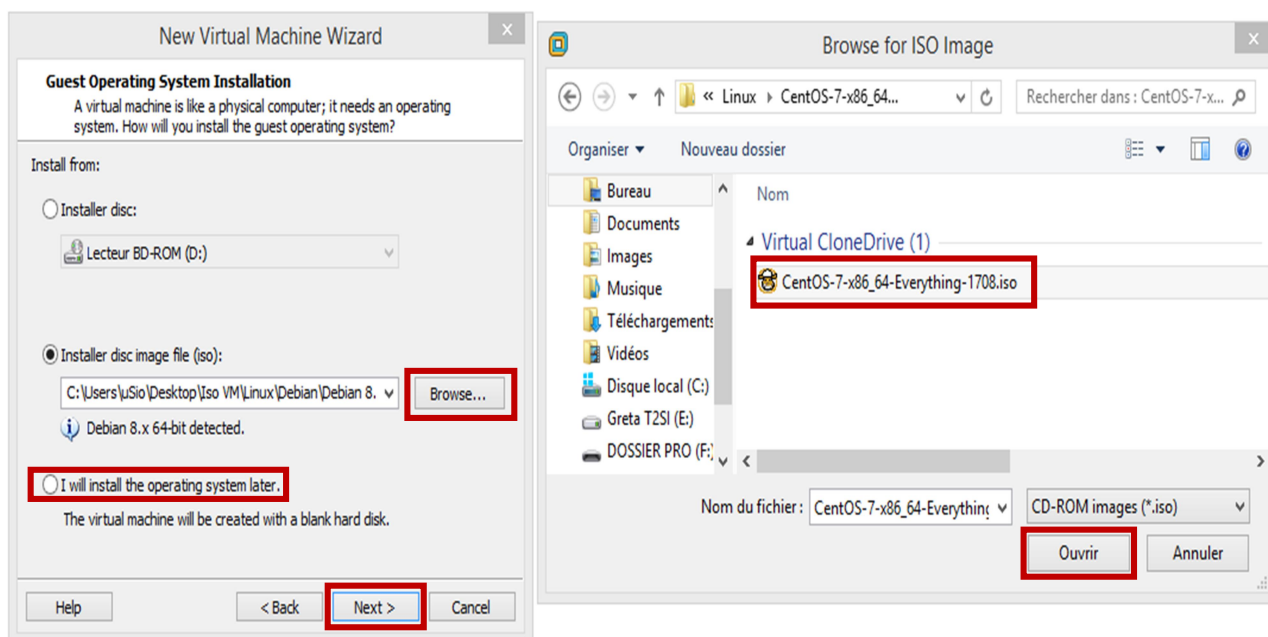 New Virtual Machine Wizard
x
Guest Operating System Installation
A virtual machine is like a physical computer; it needs an operating
system. How will you install the guest operating system?
Install from:
Installer disc:
Lecteur BD-ROM (D:)
Installer disc image file (iso):
C:\Users\uSio\Desktop\Iso VM\Linux\Debian\Debian 8.
Browse...
Debian 8.x 64-bit detected.
I will install the operating system later.
The virtual machine will be created with a blank hard disk.
Help
< Back
Next >
Cancel
Browse for ISO Image
x
« Linux CentOS-7-x86_64...
Rechercher dans : CentOS-7-x...
Organiser
Nouveau dossier
Bureau
Documents
Images
Musique
Téléchargements
Vidéos
Disque local (C:)
Greta T2SI (E:)
DOSSIER PRO (F:)
Nom
Virtual CloneDrive (1)
CentOS-7-x86_64-Everything-1708.iso
Nom du fichier :
CentOS-7-x86_64-Everything
CD-ROM images (*.iso)
Ouvrir
Annuler